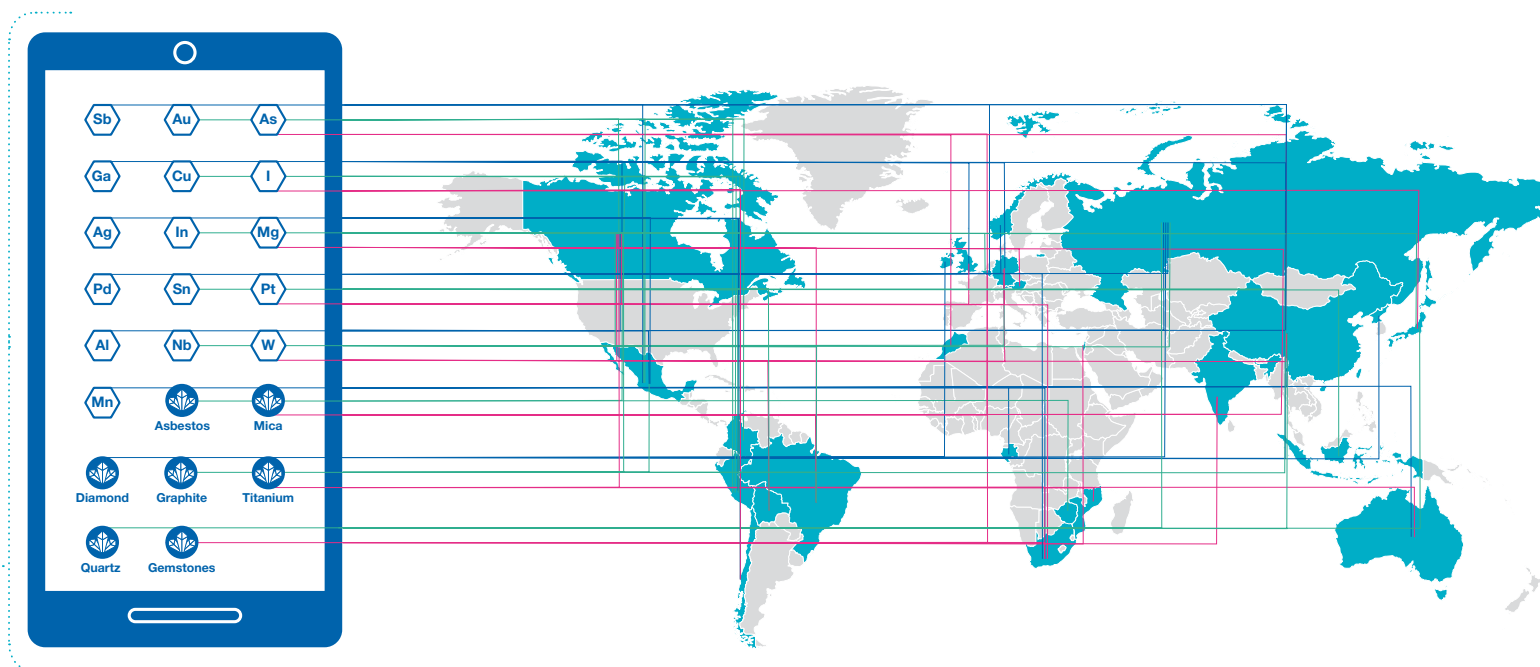 Sb Au As
Ga Cu I
Ag In Mg
Pd Sn Pt
Al Nb W
Mn
Asbestos Mica
Diamond Graphite Titanium
Quartz Gemstones